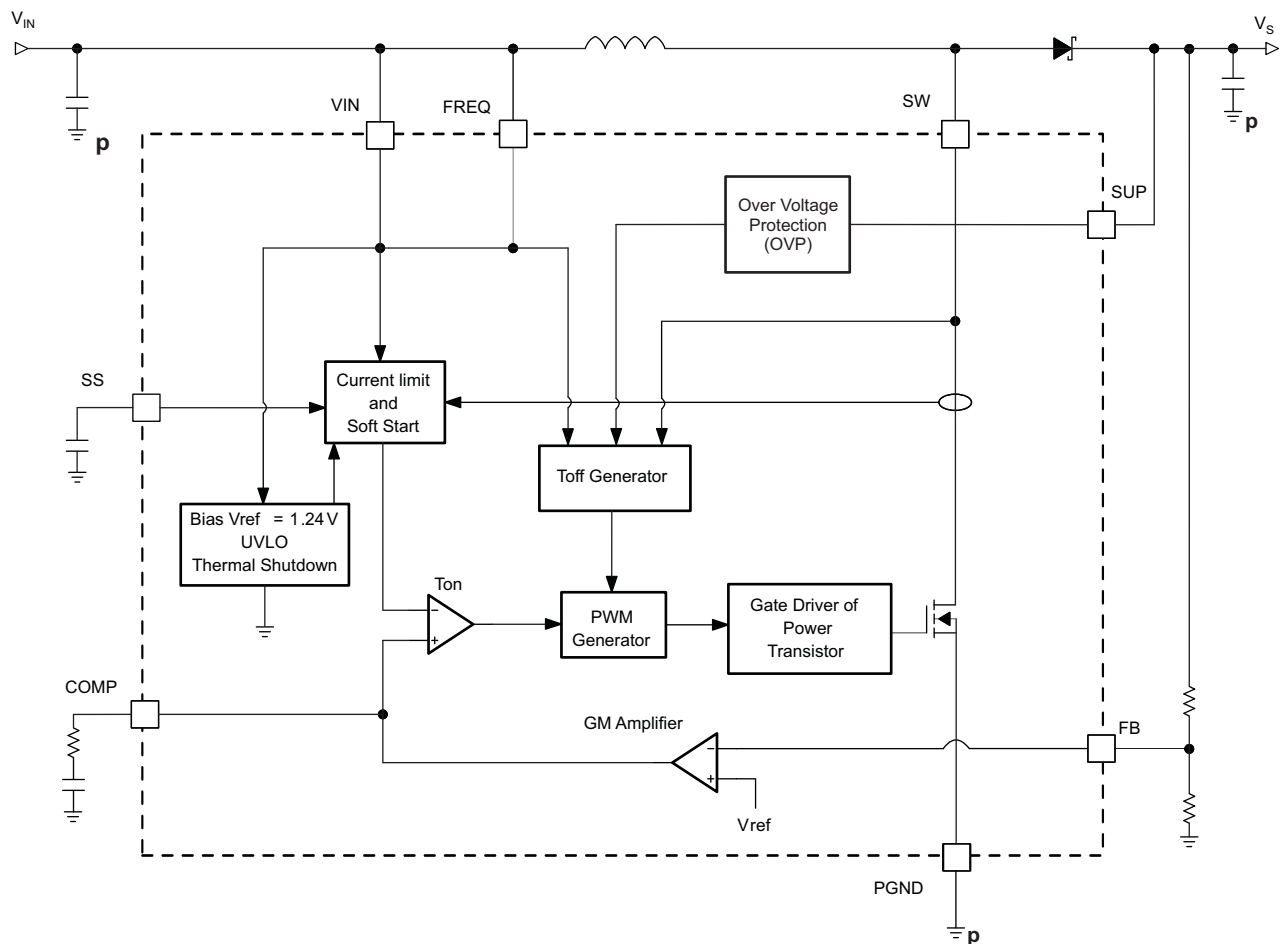 VIN
VS
VIN
FREQ
SW
p
p
SUP
Over Voltage
Protection
(OVP)
SS
Current limit
and
Soft Start
Toff Generator
Bias Vref = 1.24 V
UVLO
Thermal Shutdown
Ton
PWM
Generator
Gate Driver of
Power
Transistor
COMP
GM Amplifier
FB
Vref
PGND
p